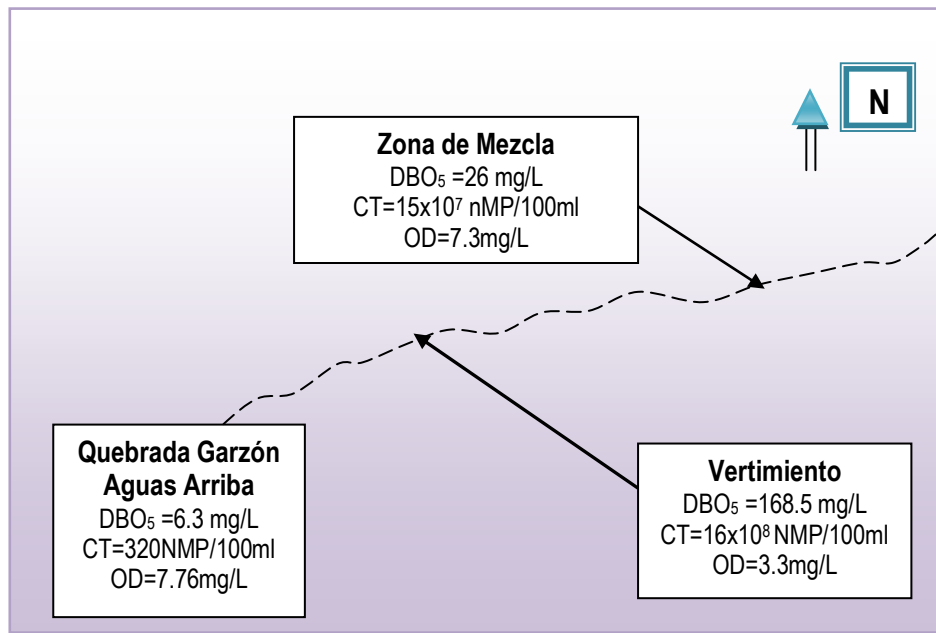 N
Zona de Mezcla
DBO₅ =26 mg/L
CT=15x10⁷ nMP/100ml
OD=7.3mg/L
Quebrada Garzón
Aguas Arriba
DBO₅ =6.3 mg/L
CT=320NMP/100ml
OD=7.76mg/L
Vertimiento
DBO₅ =168.5 mg/L
CT=16x10⁸ NMP/100ml
OD=3.3mg/L